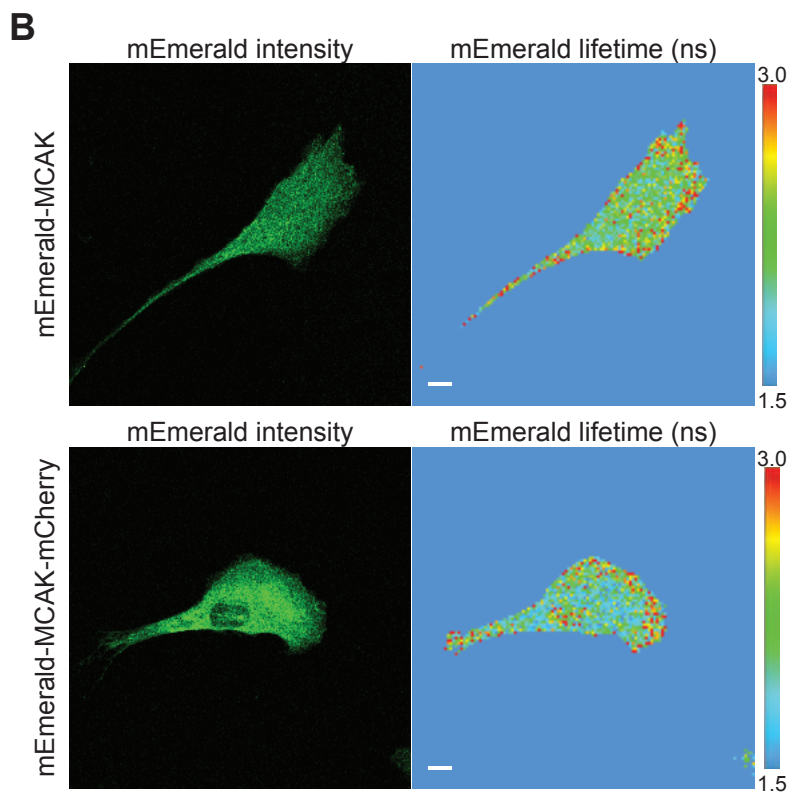 B
mEmerald intensity
mEmerald lifetime (ns)
mEmerald-MCAK
3.0
1.5
mEmerald intensity
mEmerald lifetime (ns)
mEmerald-MCAK-mCherry
3.0
1.5